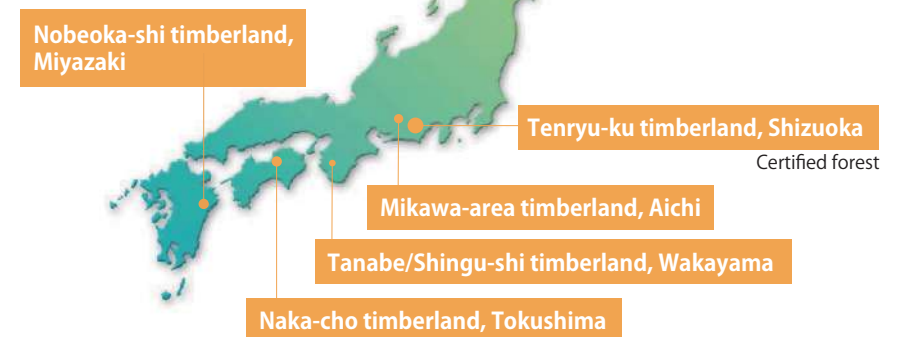 Nobeoka-shi timberland,
Miyazaki
Tenryu-ku timberland, Shizuoka
Certified forest
Mikawa-area timberland, Aichi
Tanabe/Shingu-shi timberland, Wakayama
Naka-cho timberland, Tokushima